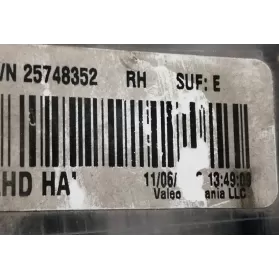 /N 25748352 RH SUF: E
HD HA
11/06/ 13:49:09
Valeo ania LLC